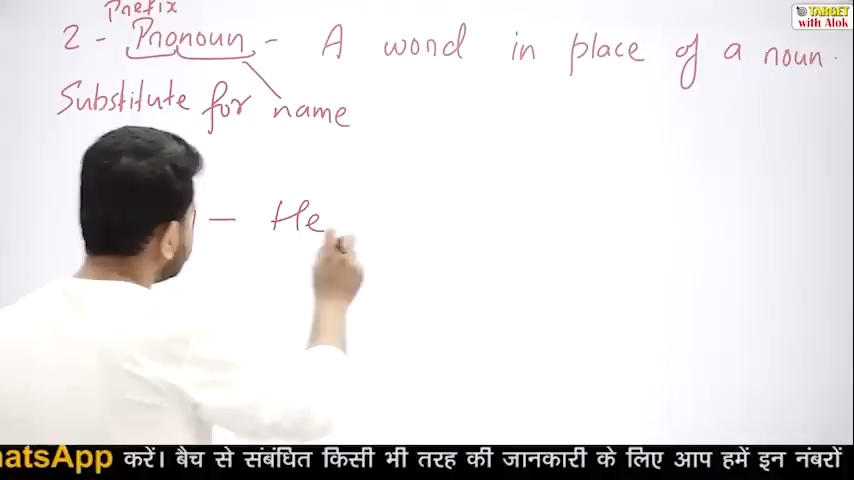 Prefix
2 - Pronoun - A word in place of a noun.
Substitute for name
- He
TARGET
with Alok
WhatsApp करें। बैच से संबंधित किसी भी तरह की जानकारी के लिए आप हमें इन नंबरों